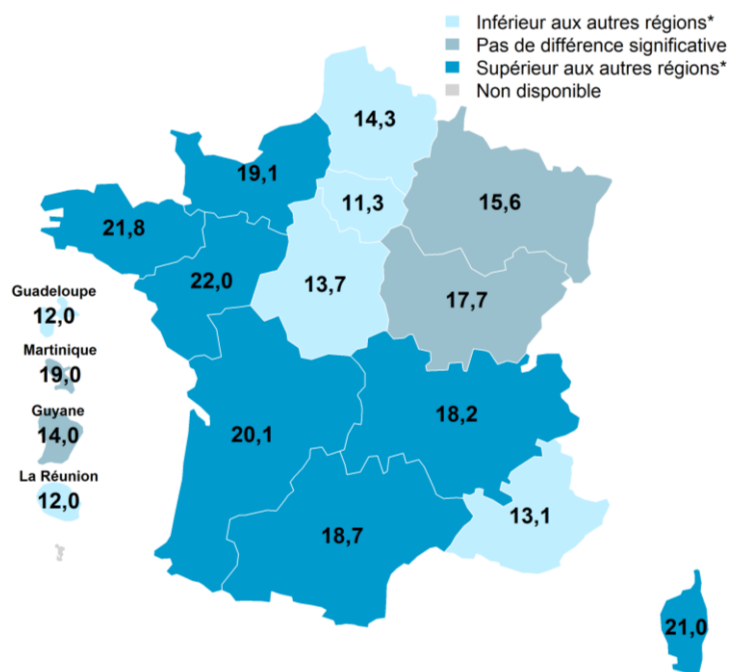 Inférieur aux autres régions*
Pas de différence significative
Supérieur aux autres régions*
Non disponible
14,3
19,1
11,3
15,6
21,8
22,0
13,7
17,7
Guadeloupe
12,0
Martinique
19,0
Guyane
14,0
La Réunion
12,0
20,1
18,2
18,7
13,1
21,0